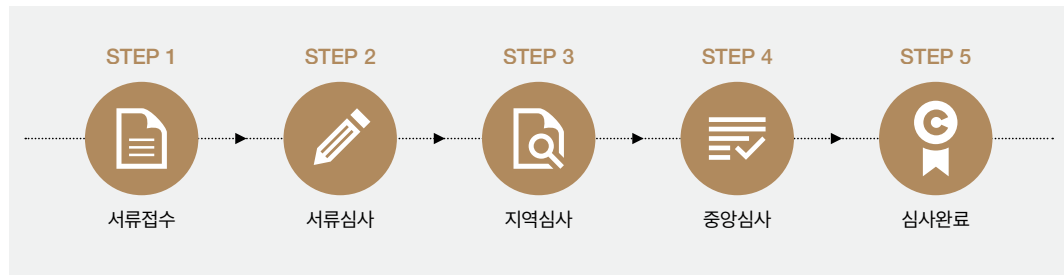 STEP 1
서류접수
STEP 2
서류심사
STEP 3
지역심사
STEP 4
중앙심사
STEP 5
C
심사완료